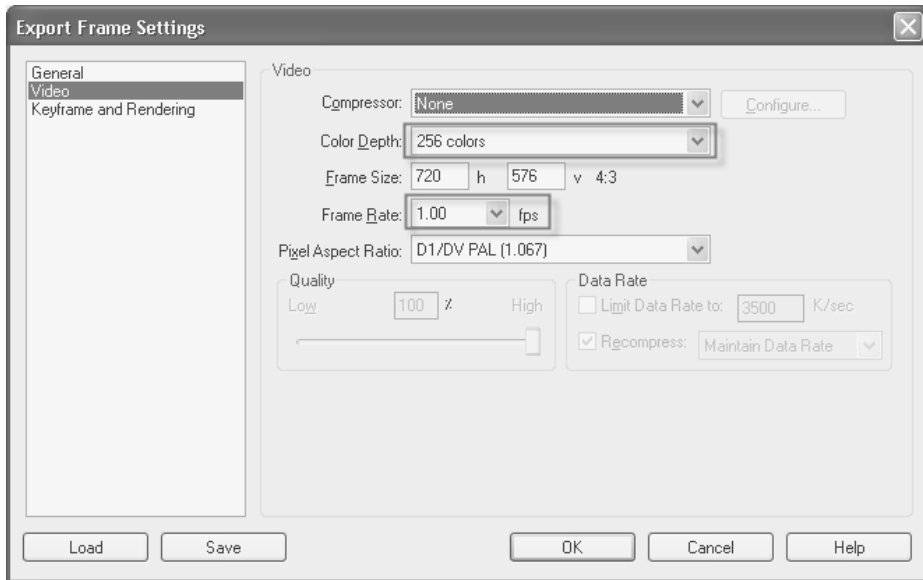 Export Frame Settings
General
Video
Keyframe and Rendering
Video
Compressor: None Configure...
Color Depth: 256 colors
Frame Size: 720 h 576 v 4:3
Frame Rate: 1.00 fps
Pixel Aspect Ratio: D1/DV PAL (1.067)
Quality
Low 100 % High
Data Rate
Limit Data Rate to: 3500 K/sec
Recompress: Maintain Data Rate
Load Save OK Cancel Help